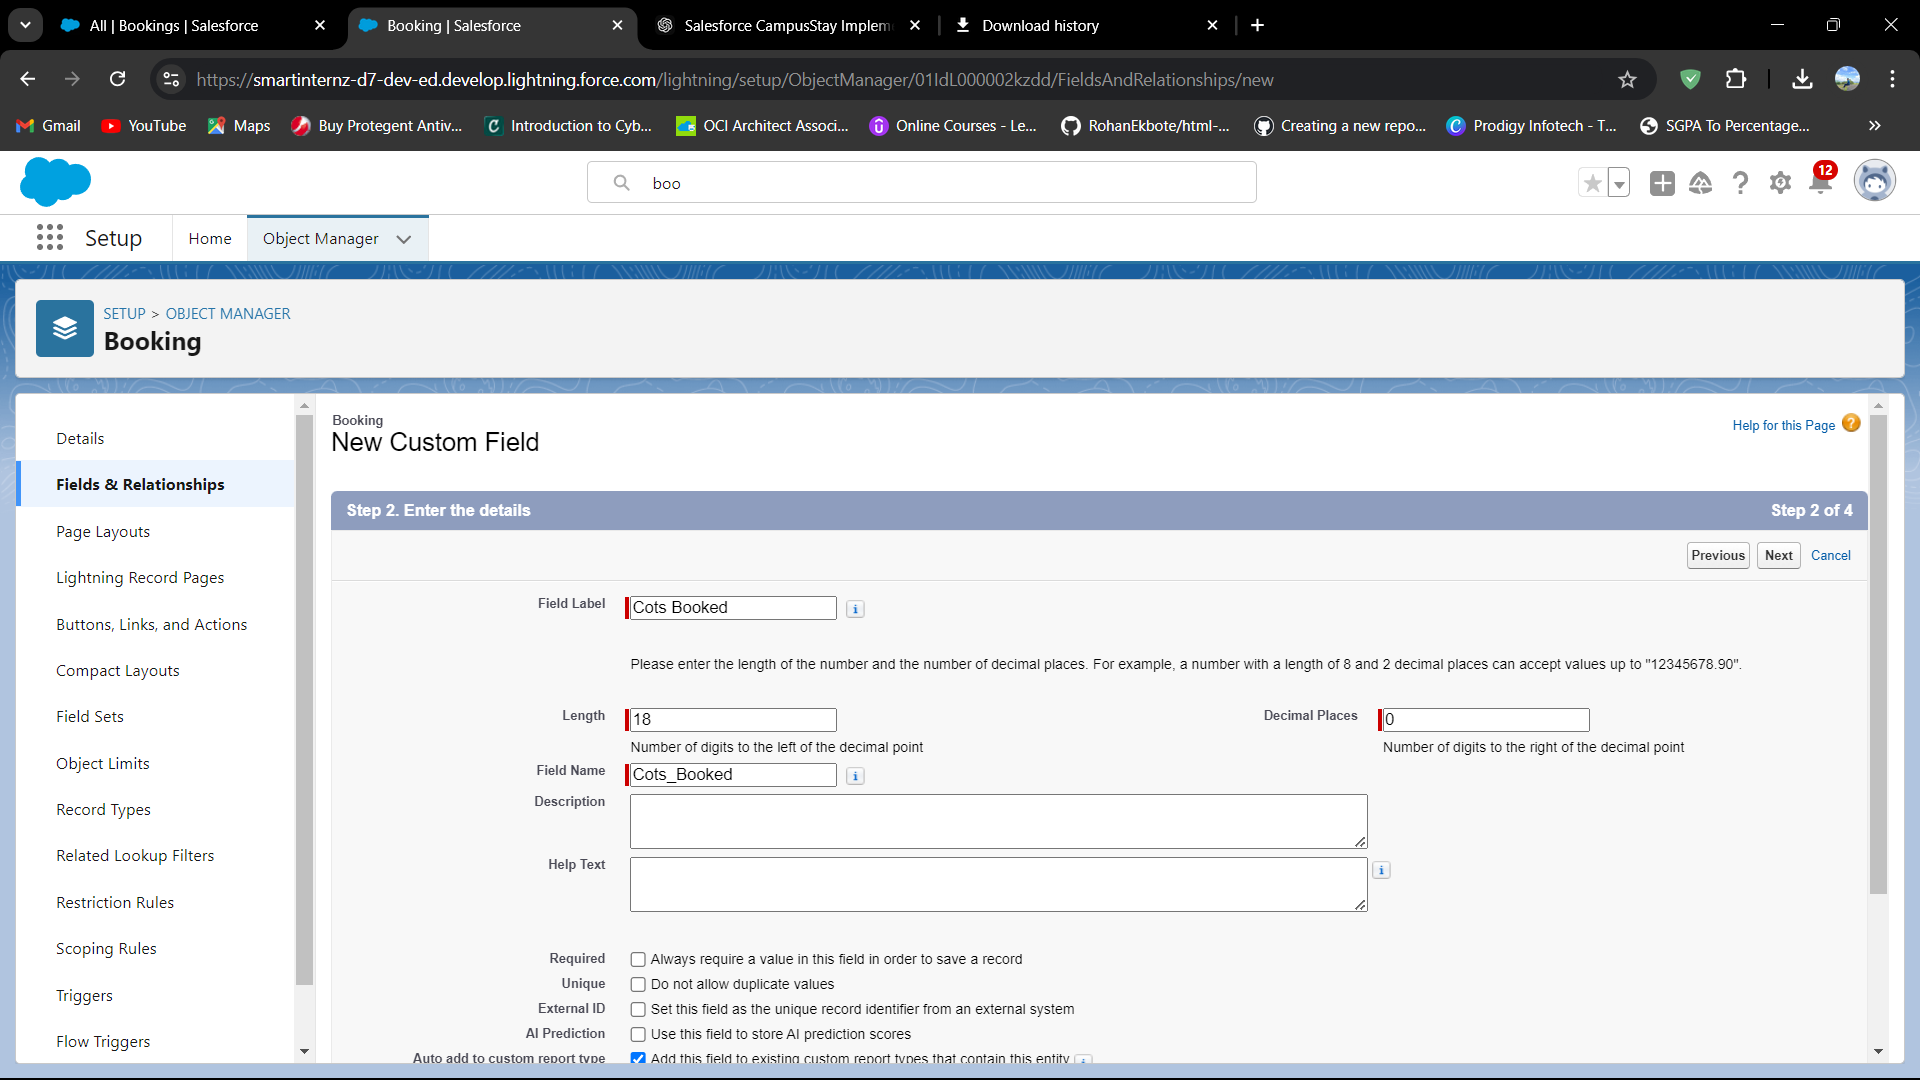 All | Bookings | Salesforce
Booking | Salesforce
Salesforce CampusStay Implem
Download history
https://smartinternz-d7-dev-ed.develop.lightning.force.com/lightning/setup/ObjectManager/01IdL000002kzdd/FieldsAndRelationships/new
Gmail
YouTube
Maps
Buy Protegent Antiv...
Introduction to Cyb...
OCI Architect Associ...
Online Courses - Le...
RohanEkbote/html-...
Creating a new repo...
Prodigy Infotech - T...
SGPA To Percentage...
boo
12
Setup
Home
Object Manager
SETUP > OBJECT MANAGER
Booking
Details
Fields & Relationships
Page Layouts
Lightning Record Pages
Buttons, Links, and Actions
Compact Layouts
Field Sets
Object Limits
Record Types
Related Lookup Filters
Restriction Rules
Scoping Rules
Triggers
Flow Triggers
Booking
New Custom Field
Help for this Page
Step 2. Enter the details
Step 2 of 4
Previous
Next
Cancel
Field Label
Cots Booked
Please enter the length of the number and the number of decimal places. For example, a number with a length of 8 and 2 decimal places can accept values up to "12345678.90".
Length
18
Decimal Places
0
Number of digits to the left of the decimal point
Number of digits to the right of the decimal point
Field Name
Cots_Booked
Description
Help Text
Required
Always require a value in this field in order to save a record
Unique
Do not allow duplicate values
External ID
Set this field as the unique record identifier from an external system
AI Prediction
Use this field to store AI prediction scores
Auto add to custom report type
Add this field to existing custom report types that contain this entity